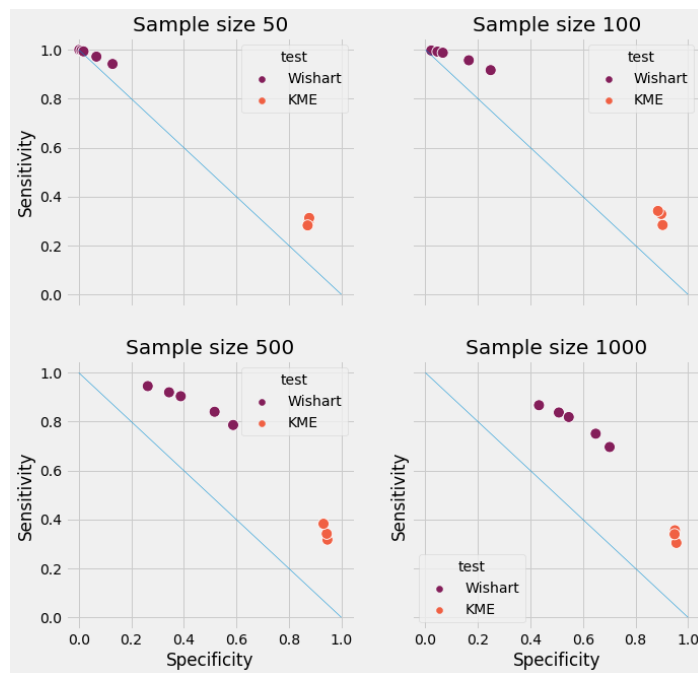 Sample size 50
Sensitivity
1.0
0.8
0.6
0.4
0.2
0.0
test
Wishart
KME
Sample size 100
test
Wishart
KME
Sample size 500
Sensitivity
1.0
0.8
0.6
0.4
0.2
0.0
test
Wishart
KME
0.0 0.2 0.4 0.6 0.8 1.0
Specificity
Sample size 1000
Sensitivity
test
Wishart
KME
0.0 0.2 0.4 0.6 0.8 1.0
Specificity